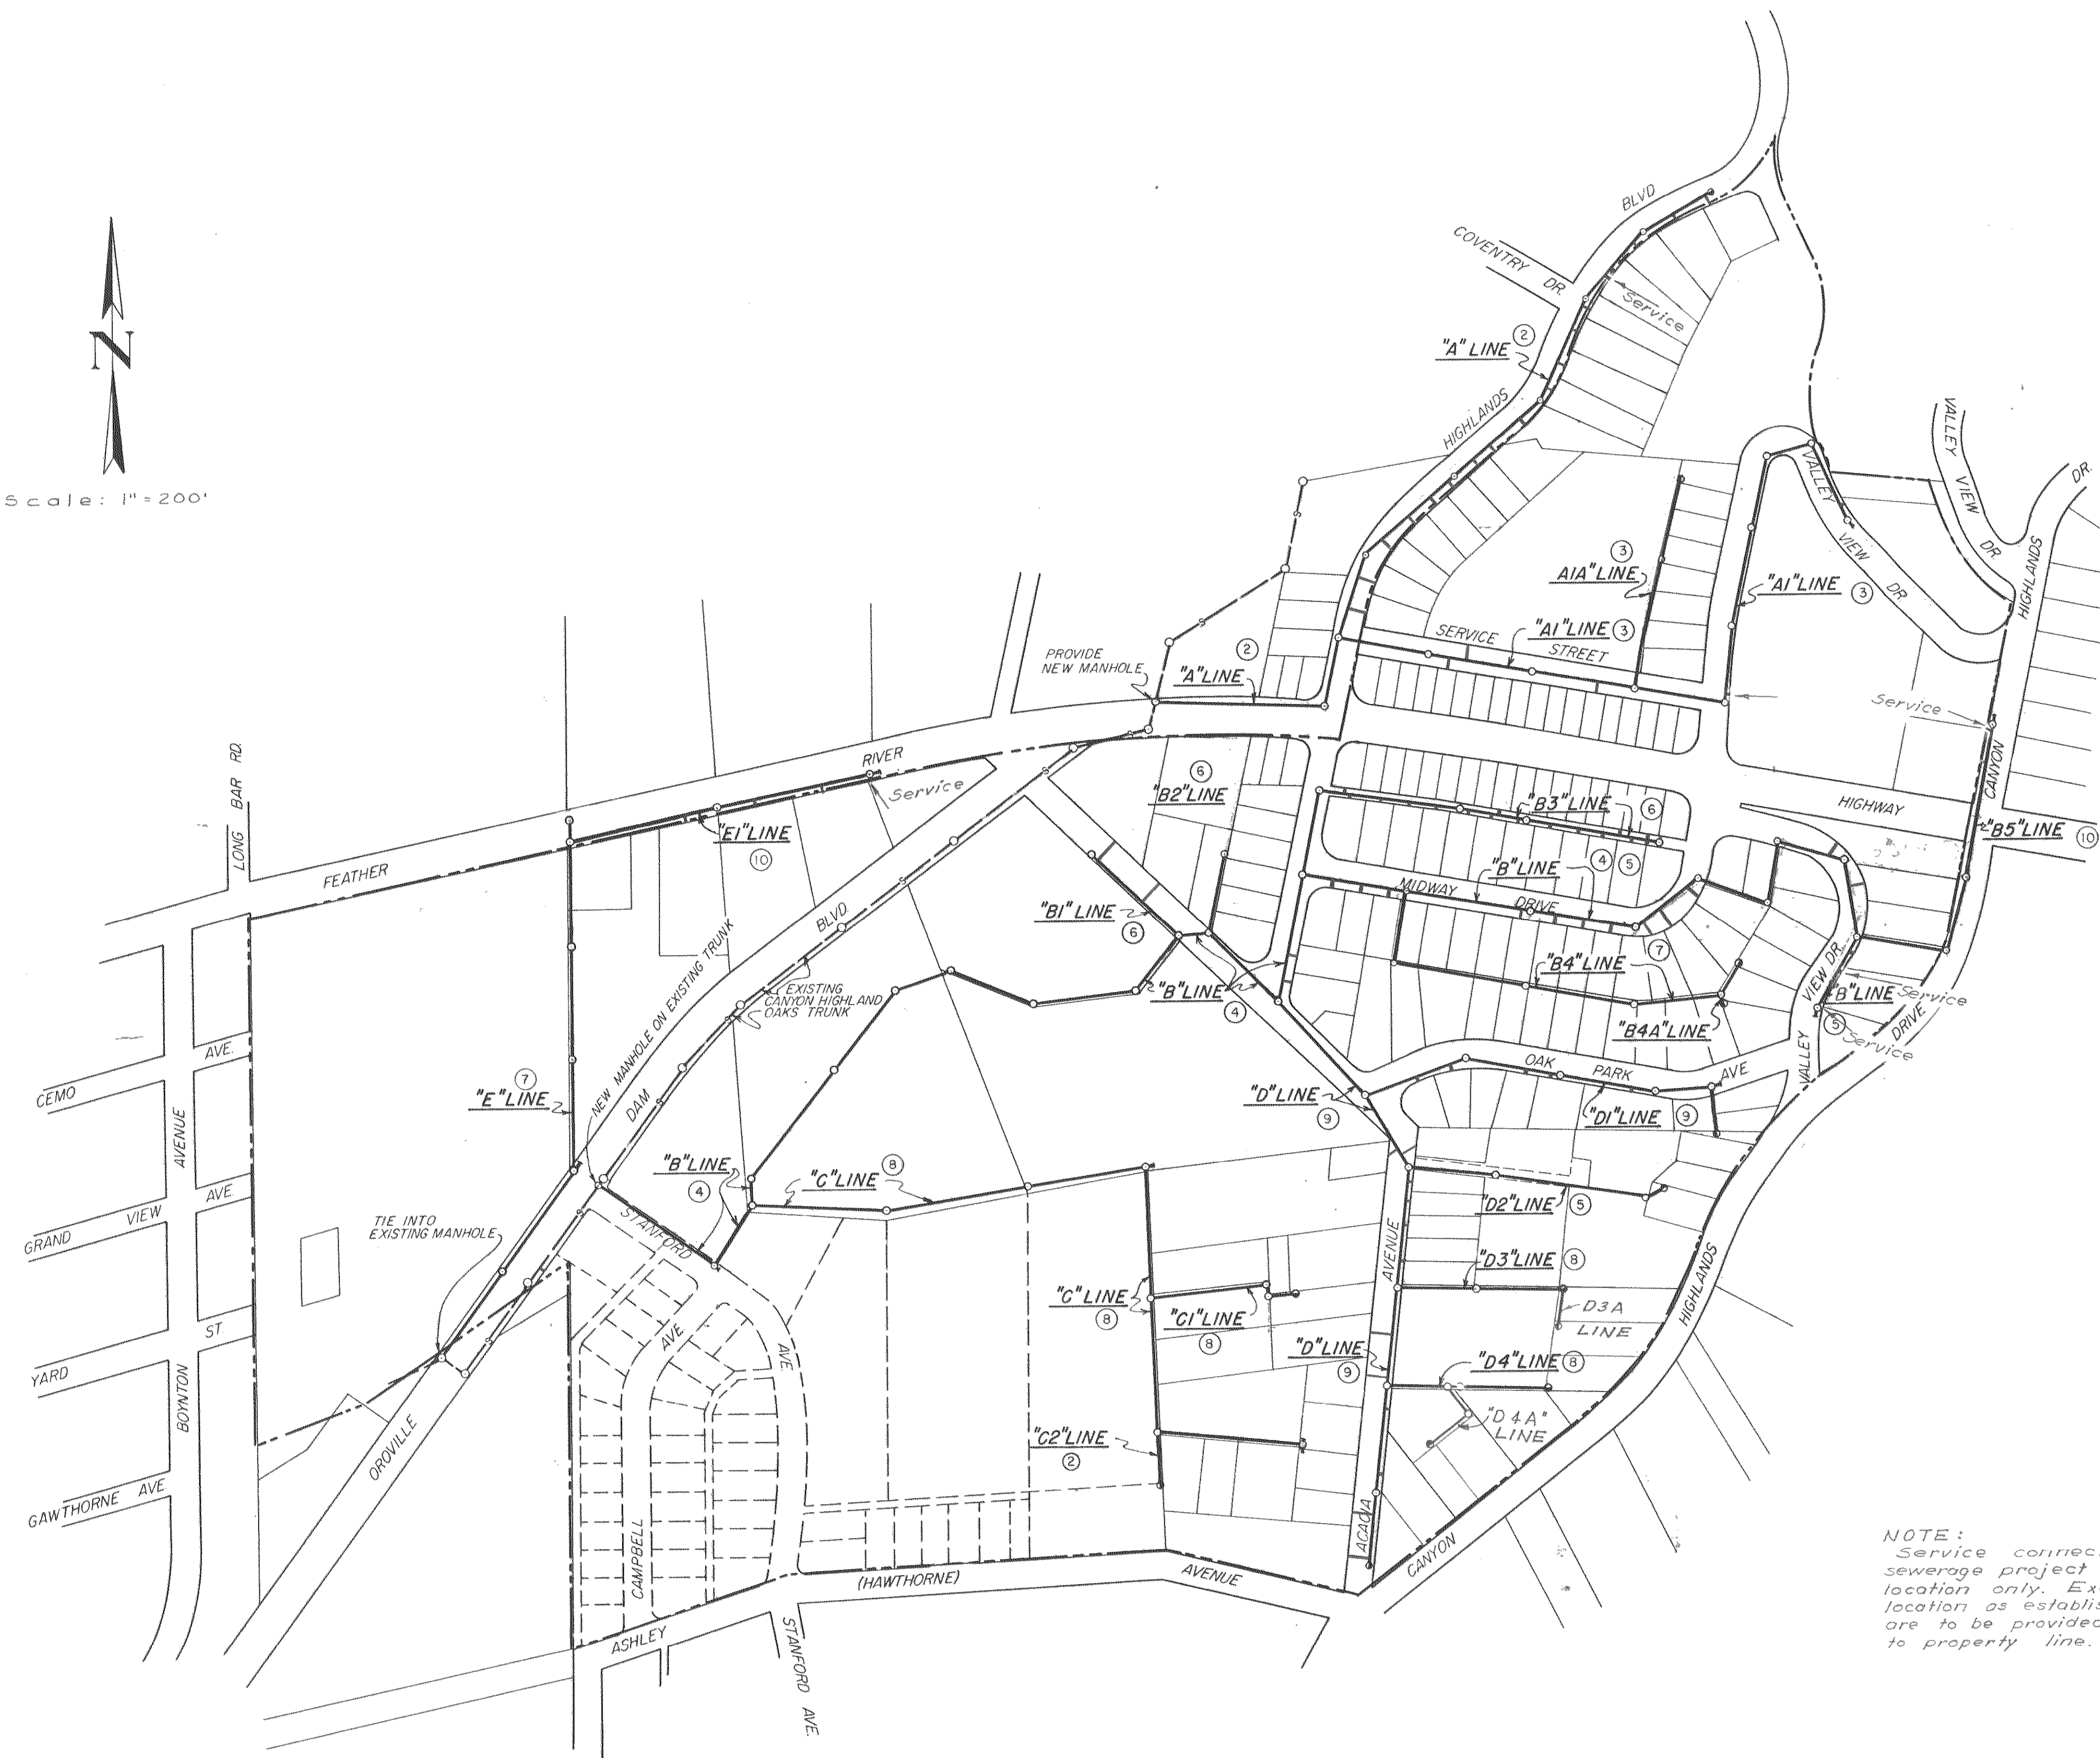 BLVD
COVENTRY DR.
Service
2
"A" LINE
N
HIGHLANDS
VALLEY VIEW DR.
HIGHLANDS DR.
Scale: 1"=200'
VALLEY VIEW DR
3
A1A" LINE
"A1" LINE 3
SERVICE STREET
"A1" LINE 3
PROVIDE
NEW MANHOLE
2
"A" LINE
S
S
S
S
S
Service
LONG BAR RD.
RIVER
Service
FEATHER
"E1" LINE
10
6
"B2" LINE
"B3" LINE 6
4 5
HIGHWAY
CANYON
"B5" LINE 10
"B" LINE
MIDWAY DRIVE
"B1" LINE
6
7
BLVD.
DAM
OROVILLE
NEW MANHOLE ON EXISTING TRUNK
EXISTING
CANYON HIGHLAND
OAKS TRUNK
"B" LINE
4
"B4" LINE
"B4A" LINE
VIEW DR.
VALLEY
"B" LINE
5
Service
Service
DRIVE
OAK PARK AVE
"D" LINE
9
"D1" LINE 9
AVE.
CEMO
AVENUE
7
"E" LINE
"B" LINE
4
"C" LINE 8
STANFORD
AVE.
VIEW
GRAND
TIE INTO
EXISTING MANHOLE
"D2" LINE 5
AVENUE
"D3" LINE 8
D3A
LINE
HIGHLANDS
"C" LINE
8
"C1" LINE
8
ST
YARD
BOYNTON
AVE
AVE.
"D" LINE
9
"D4" LINE 8
"D4A"
LINE
"C2" LINE
2
GAWTHORNE AVE.
CAMPBELL
ACACIA
CANYON
(HAWTHORNE)
AVENUE
ASHLEY
STANFORD AVE.
NOTE:
Service connec
sewerage project
location only. Ex
location as establis
are to be provided
to property line.